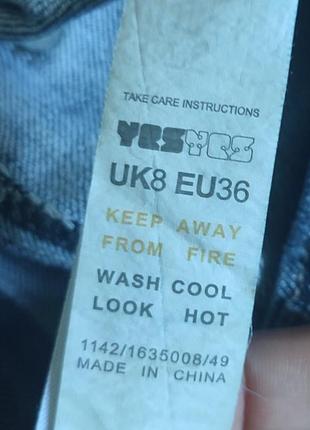 TAKE CARE INSTRUCTIONS
YESYES
UK8 EU36
KEEP AWAY
FROM FIRE
WASH COOL
LOOK HOT
1142/1635008/49
MADE IN CHINA